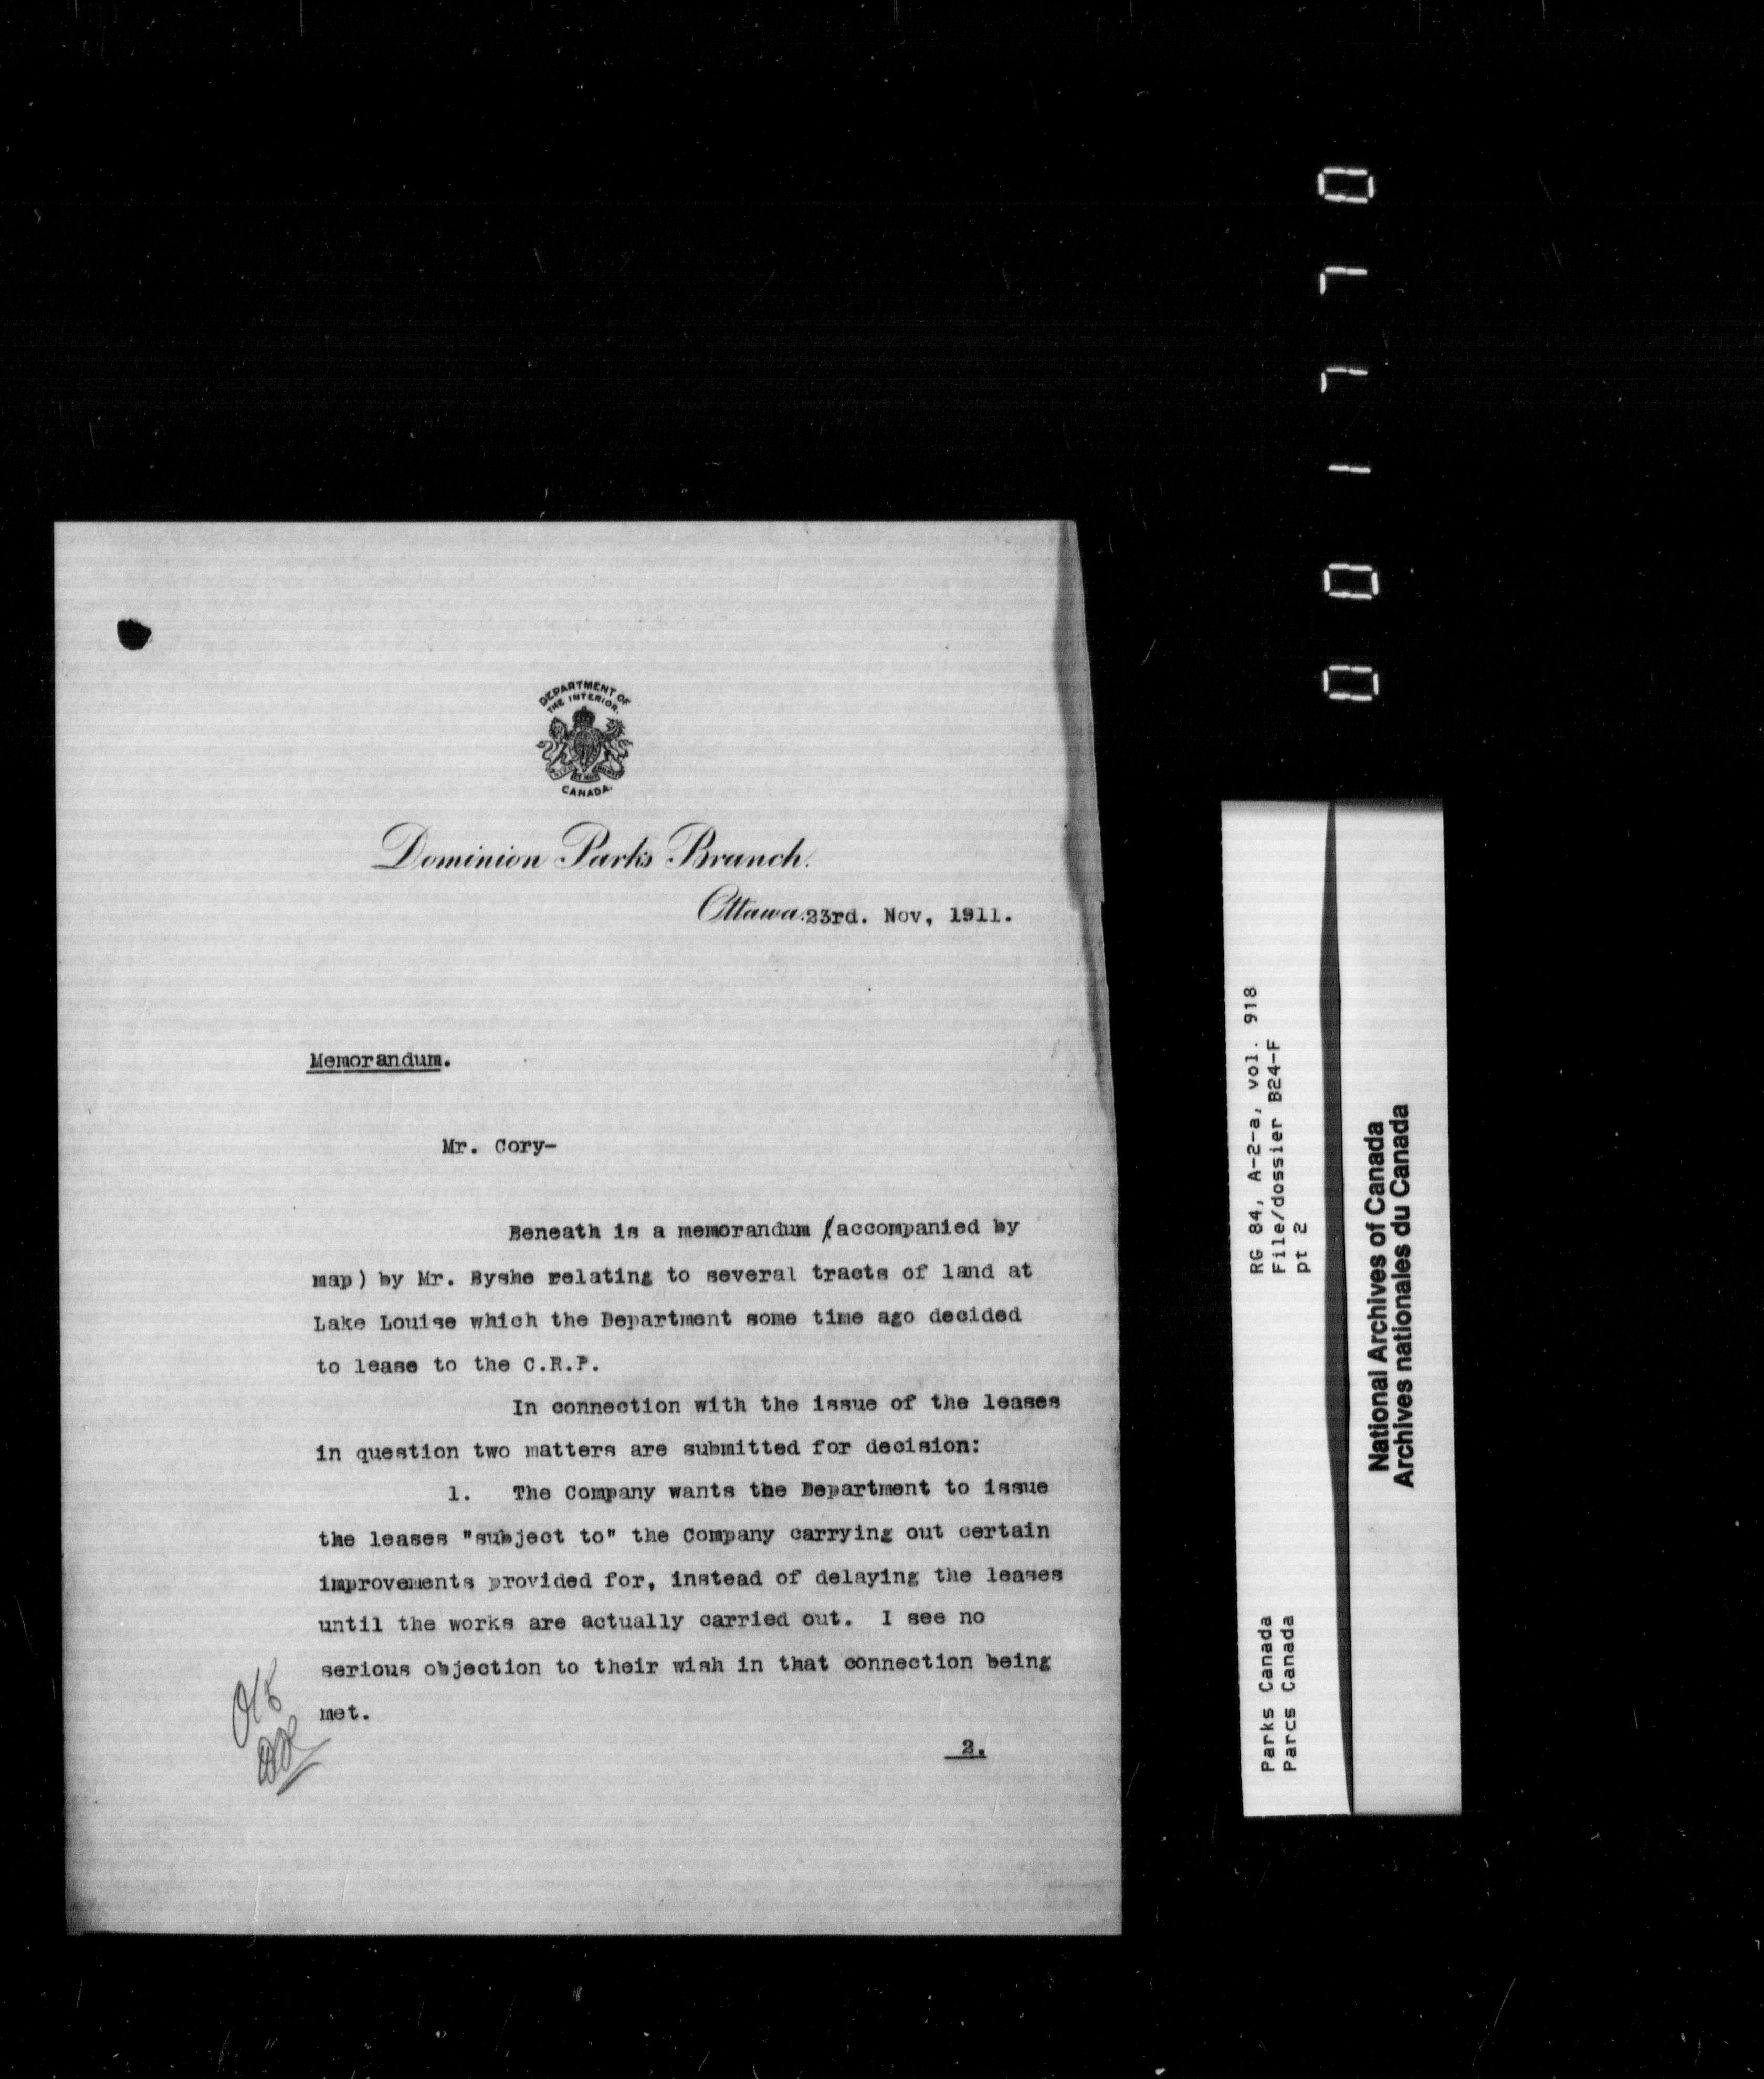 DEPARTMENT OF
THE INTERIOR.
CANADA.
Dominion Parks Branch.
Ottawa, 23rd. Nov, 1911.
Memorandum.
Mr. Cory-
Beneath is a memorandum (accompanied by
map) by Mr. Byshe relating to several tracts of land at
Lake Louise which the Department some time ago decided
to lease to the C.R.P.
In connection with the issue of the leases
in question two matters are submitted for decision:
1. The Company wants the Department to issue
the leases "subject to" the Company carrying out certain
improvements provided for, instead of delaying the leases
until the works are actually carried out. I see no
serious objection to their wish in that connection being
met.
OK
2.
001770
RG 84, A-2-a, vol. 918
File/dossier B24-F
pt 2
Parks Canada
Parcs Canada
National Archives of Canada
Archives nationales du Canada